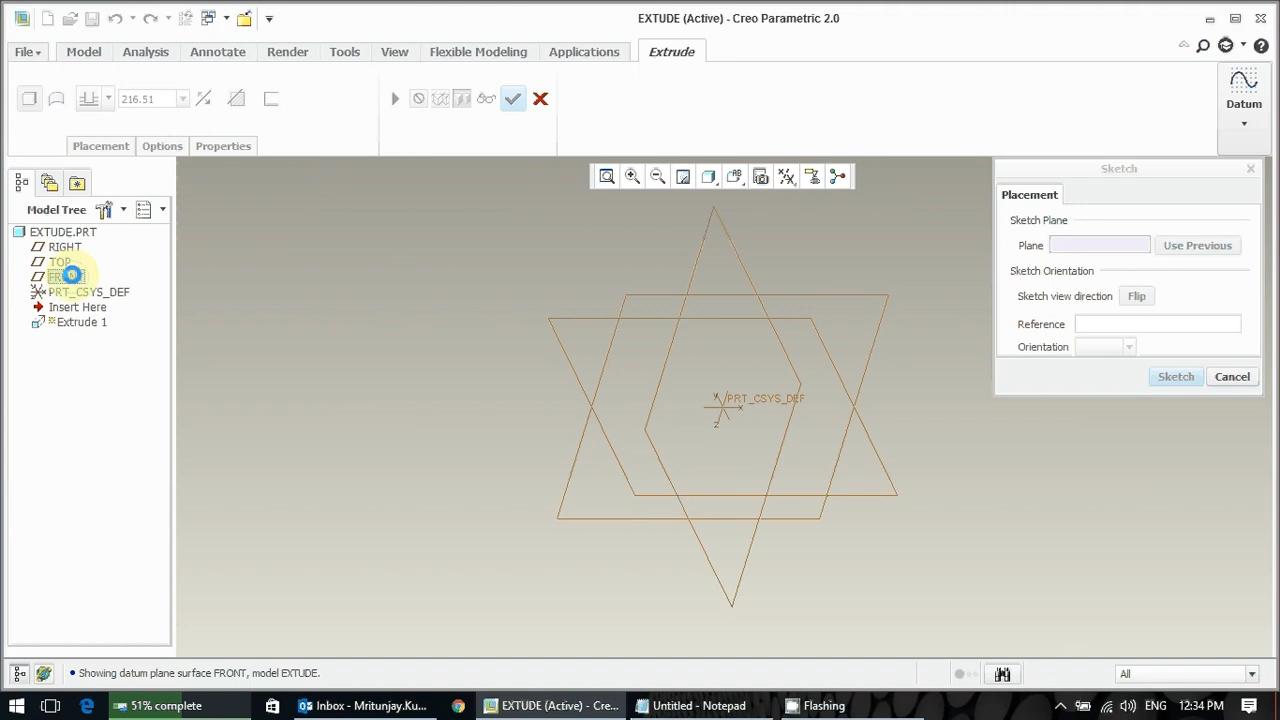 EXTUDE (Active) - Creo Parametric 2.0
File Model Analysis Annotate Render Tools View Flexible Modeling Applications Extrude
216.51
Datum
Placement Options Properties
Model Tree
EXTUDE.PRT
RIGHT
TOP
PRT_CSYS_DEF
Insert Here
Extrude 1
PRT_CSYS_DEF
Y
X
Z
Sketch
Placement
Sketch Plane
Plane Use Previous
Sketch Orientation
Sketch view direction Flip
Reference
Orientation
Sketch Cancel
Showing datum plane surface FRONT, model EXTUDE.
All
51% complete
Inbox - Mritunjay.Ku...
EXTUDE (Active) - Cre...
Untitled - Notepad
Flashing
12:34 PM